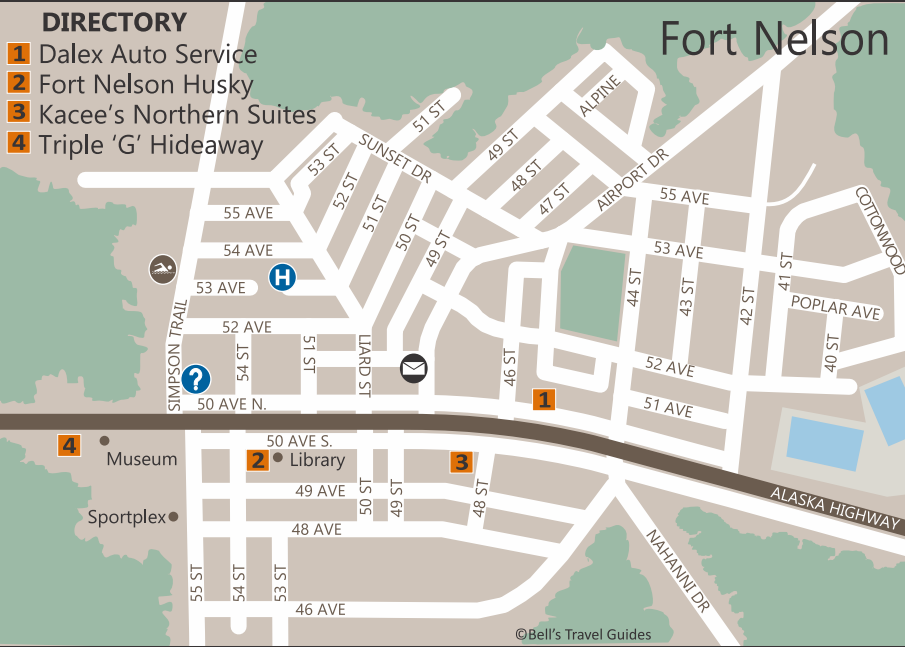 DIRECTORY
1 Dalex Auto Service
2 Fort Nelson Husky
3 Kacee's Northern Suites
4 Triple 'G' Hideaway
Fort Nelson
ALPINE
51 ST
SUNSET DR
49 ST
53 ST
48 ST
52 ST
47 ST
AIRPORT DR
55 AVE
51 ST
50 ST
49 ST
COTTONWOOD
55 AVE
54 AVE
53 AVE
H
53 AVE
44 ST
43 ST
42 ST
41 ST
POPLAR AVE
SIMPSON TRAIL
52 AVE
54 ST
51 ST
LIARD ST
46 ST
52 AVE
40 ST
?
50 AVE N.
1
51 AVE
4
Museum
50 AVE S.
2
Library
3
49 AVE
50 ST
49 ST
48 ST
ALASKA HIGHWAY
Sportplex
48 AVE
NAHANNI DR
55 ST
54 ST
53 ST
46 AVE
©Bell's Travel Guides